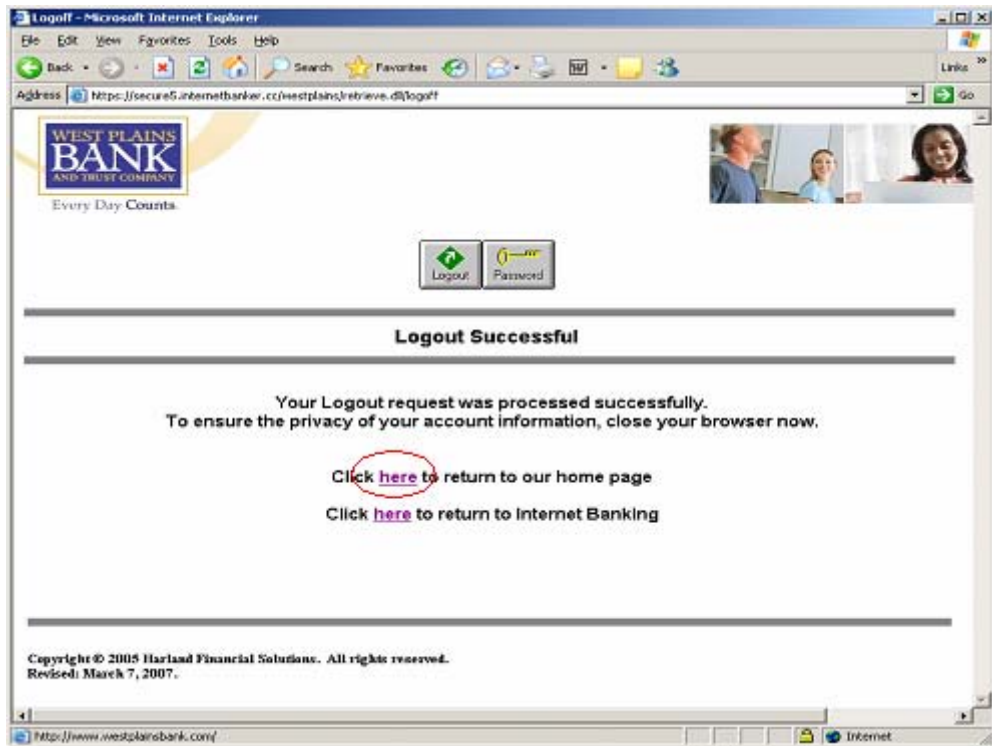 Logoff - Microsoft Internet Explorer
File Edit View Favorites Tools Help
Back Search Favorites Links »
Address https://secure5.internetbanker.cc/westplains/retrieve.dll/logoff Go
WEST PLAINS
BANK
AND TRUST COMPANY
Every Day Counts.
Logout Password
Logout Successful
Your Logout request was processed successfully.
To ensure the privacy of your account information, close your browser now.
Click here to return to our home page
Click here to return to Internet Banking
Copyright © 2005 Harland Financial Solutions. All rights reserved.
Revised: March 7, 2007.
http://www.westplainsbank.com/ Internet